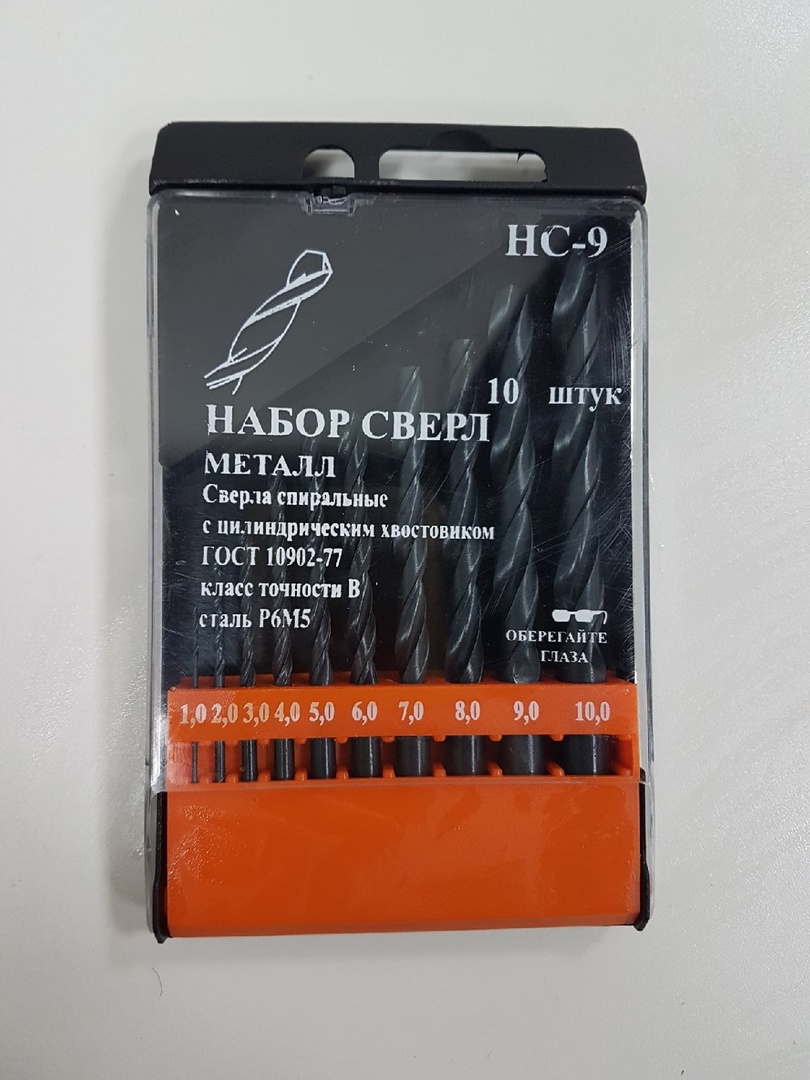 НС-9
10 штук
НАБОР СВЕРЛ
МЕТАЛЛ
Сверла спиральные
с цилиндрическим хвостовиком
ГОСТ 10902-77
класс точности В
сталь Р6М5
ОБЕРЕГАЙТЕ
ГЛАЗА
1,0 2,0 3,0 4,0 5,0 6,0 7,0 8,0 9,0 10,0